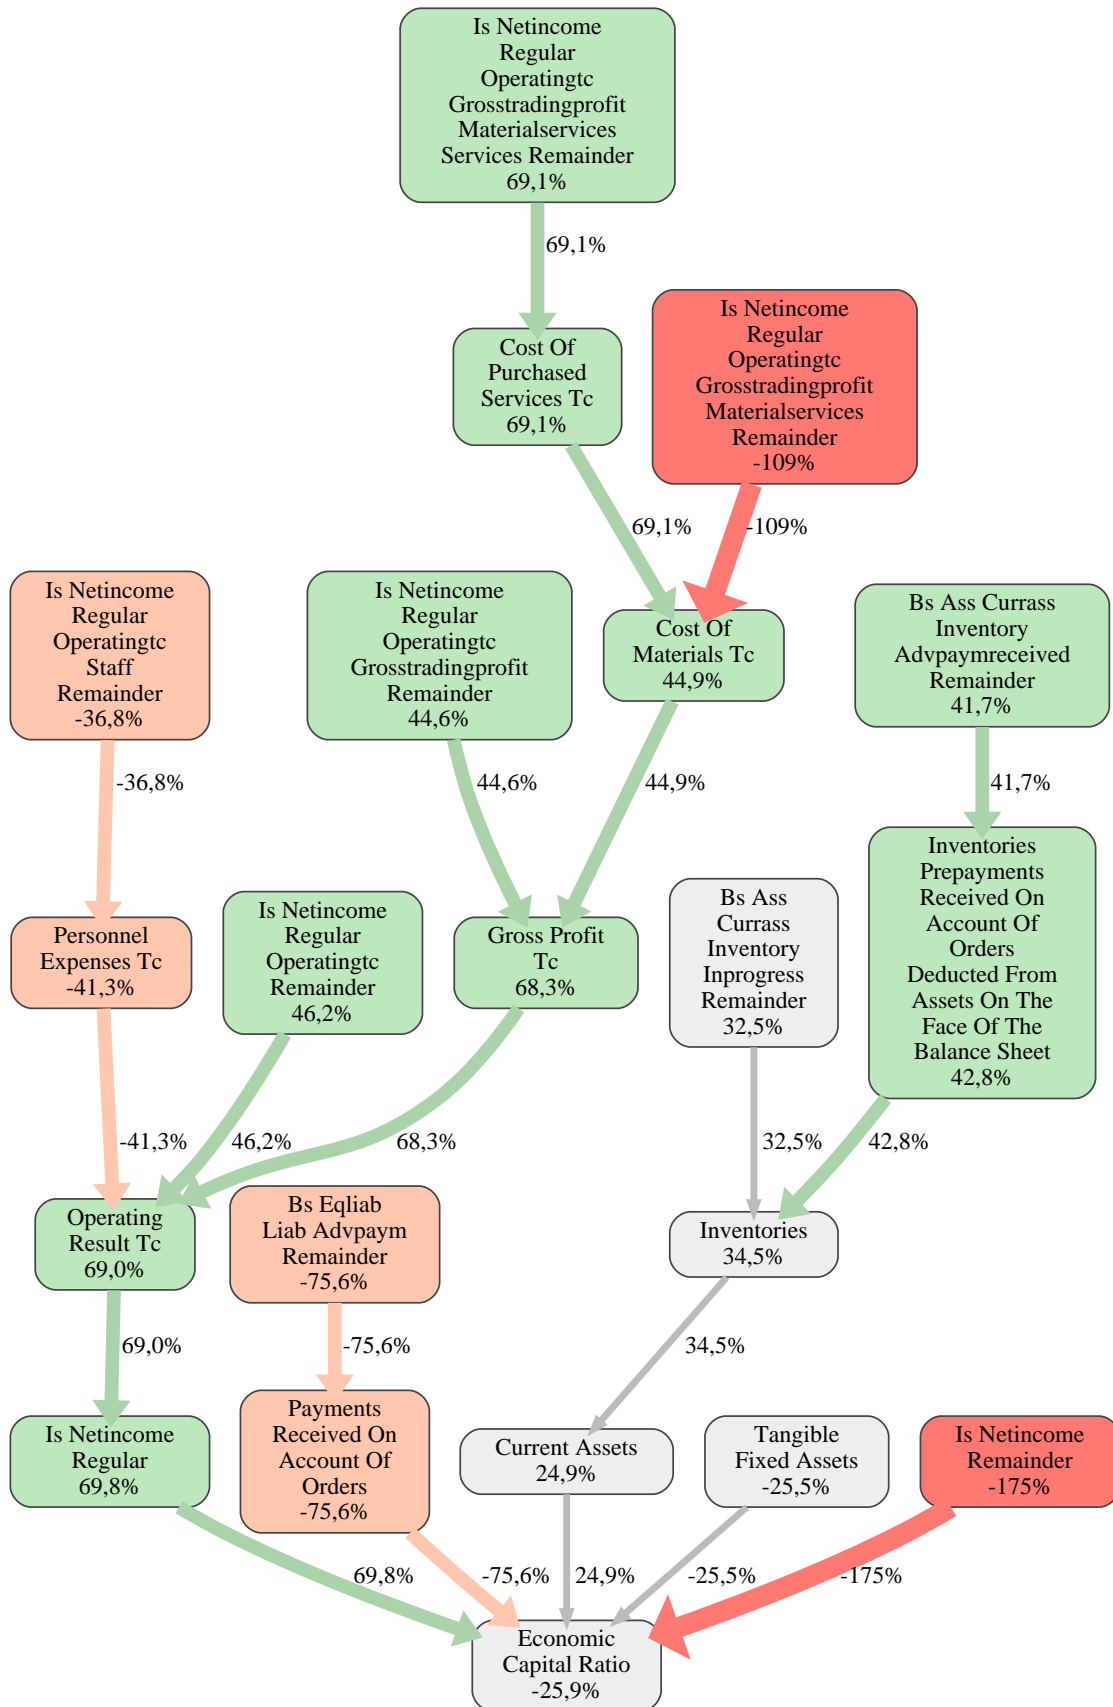 Is Netincome
Regular
Operatingtc
Grosstradingprofit
Materialservices
Services Remainder
69,1%
69,1%
Cost Of
Purchased
Services Tc
69,1%
Is Netincome
Regular
Operatingtc
Grosstradingprofit
Materialservices
Remainder
-109%
69,1%
-109%
Is Netincome
Regular
Operatingtc
Staff
Remainder
-36,8%
Is Netincome
Regular
Operatingtc
Grosstradingprofit
Remainder
44,6%
Cost Of
Materials Tc
44,9%
Bs Ass Currass
Inventory
Advpaymreceived
Remainder
41,7%
-36,8%
44,6%
44,9%
41,7%
Personnel
Expenses Tc
-41,3%
Is Netincome
Regular
Operatingtc
Remainder
46,2%
Gross Profit
Tc
68,3%
Bs Ass
Currass
Inventory
Inprogress
Remainder
32,5%
Inventories
Prepayments
Received On
Account Of
Orders
Deducted From
Assets On The
Face Of The
Balance Sheet
42,8%
-41,3%
46,2%
68,3%
32,5%
42,8%
Operating
Result Tc
69,0%
Bs Eqliab
Liab Advpaym
Remainder
-75,6%
Inventories
34,5%
69,0%
-75,6%
34,5%
Is Netincome
Regular
69,8%
Payments
Received On
Account Of
Orders
-75,6%
Current Assets
24,9%
Tangible
Fixed Assets
-25,5%
Is Netincome
Remainder
-175%
69,8%
-75,6%
24,9%
-25,5%
-175%
Economic
Capital Ratio
-25,9%